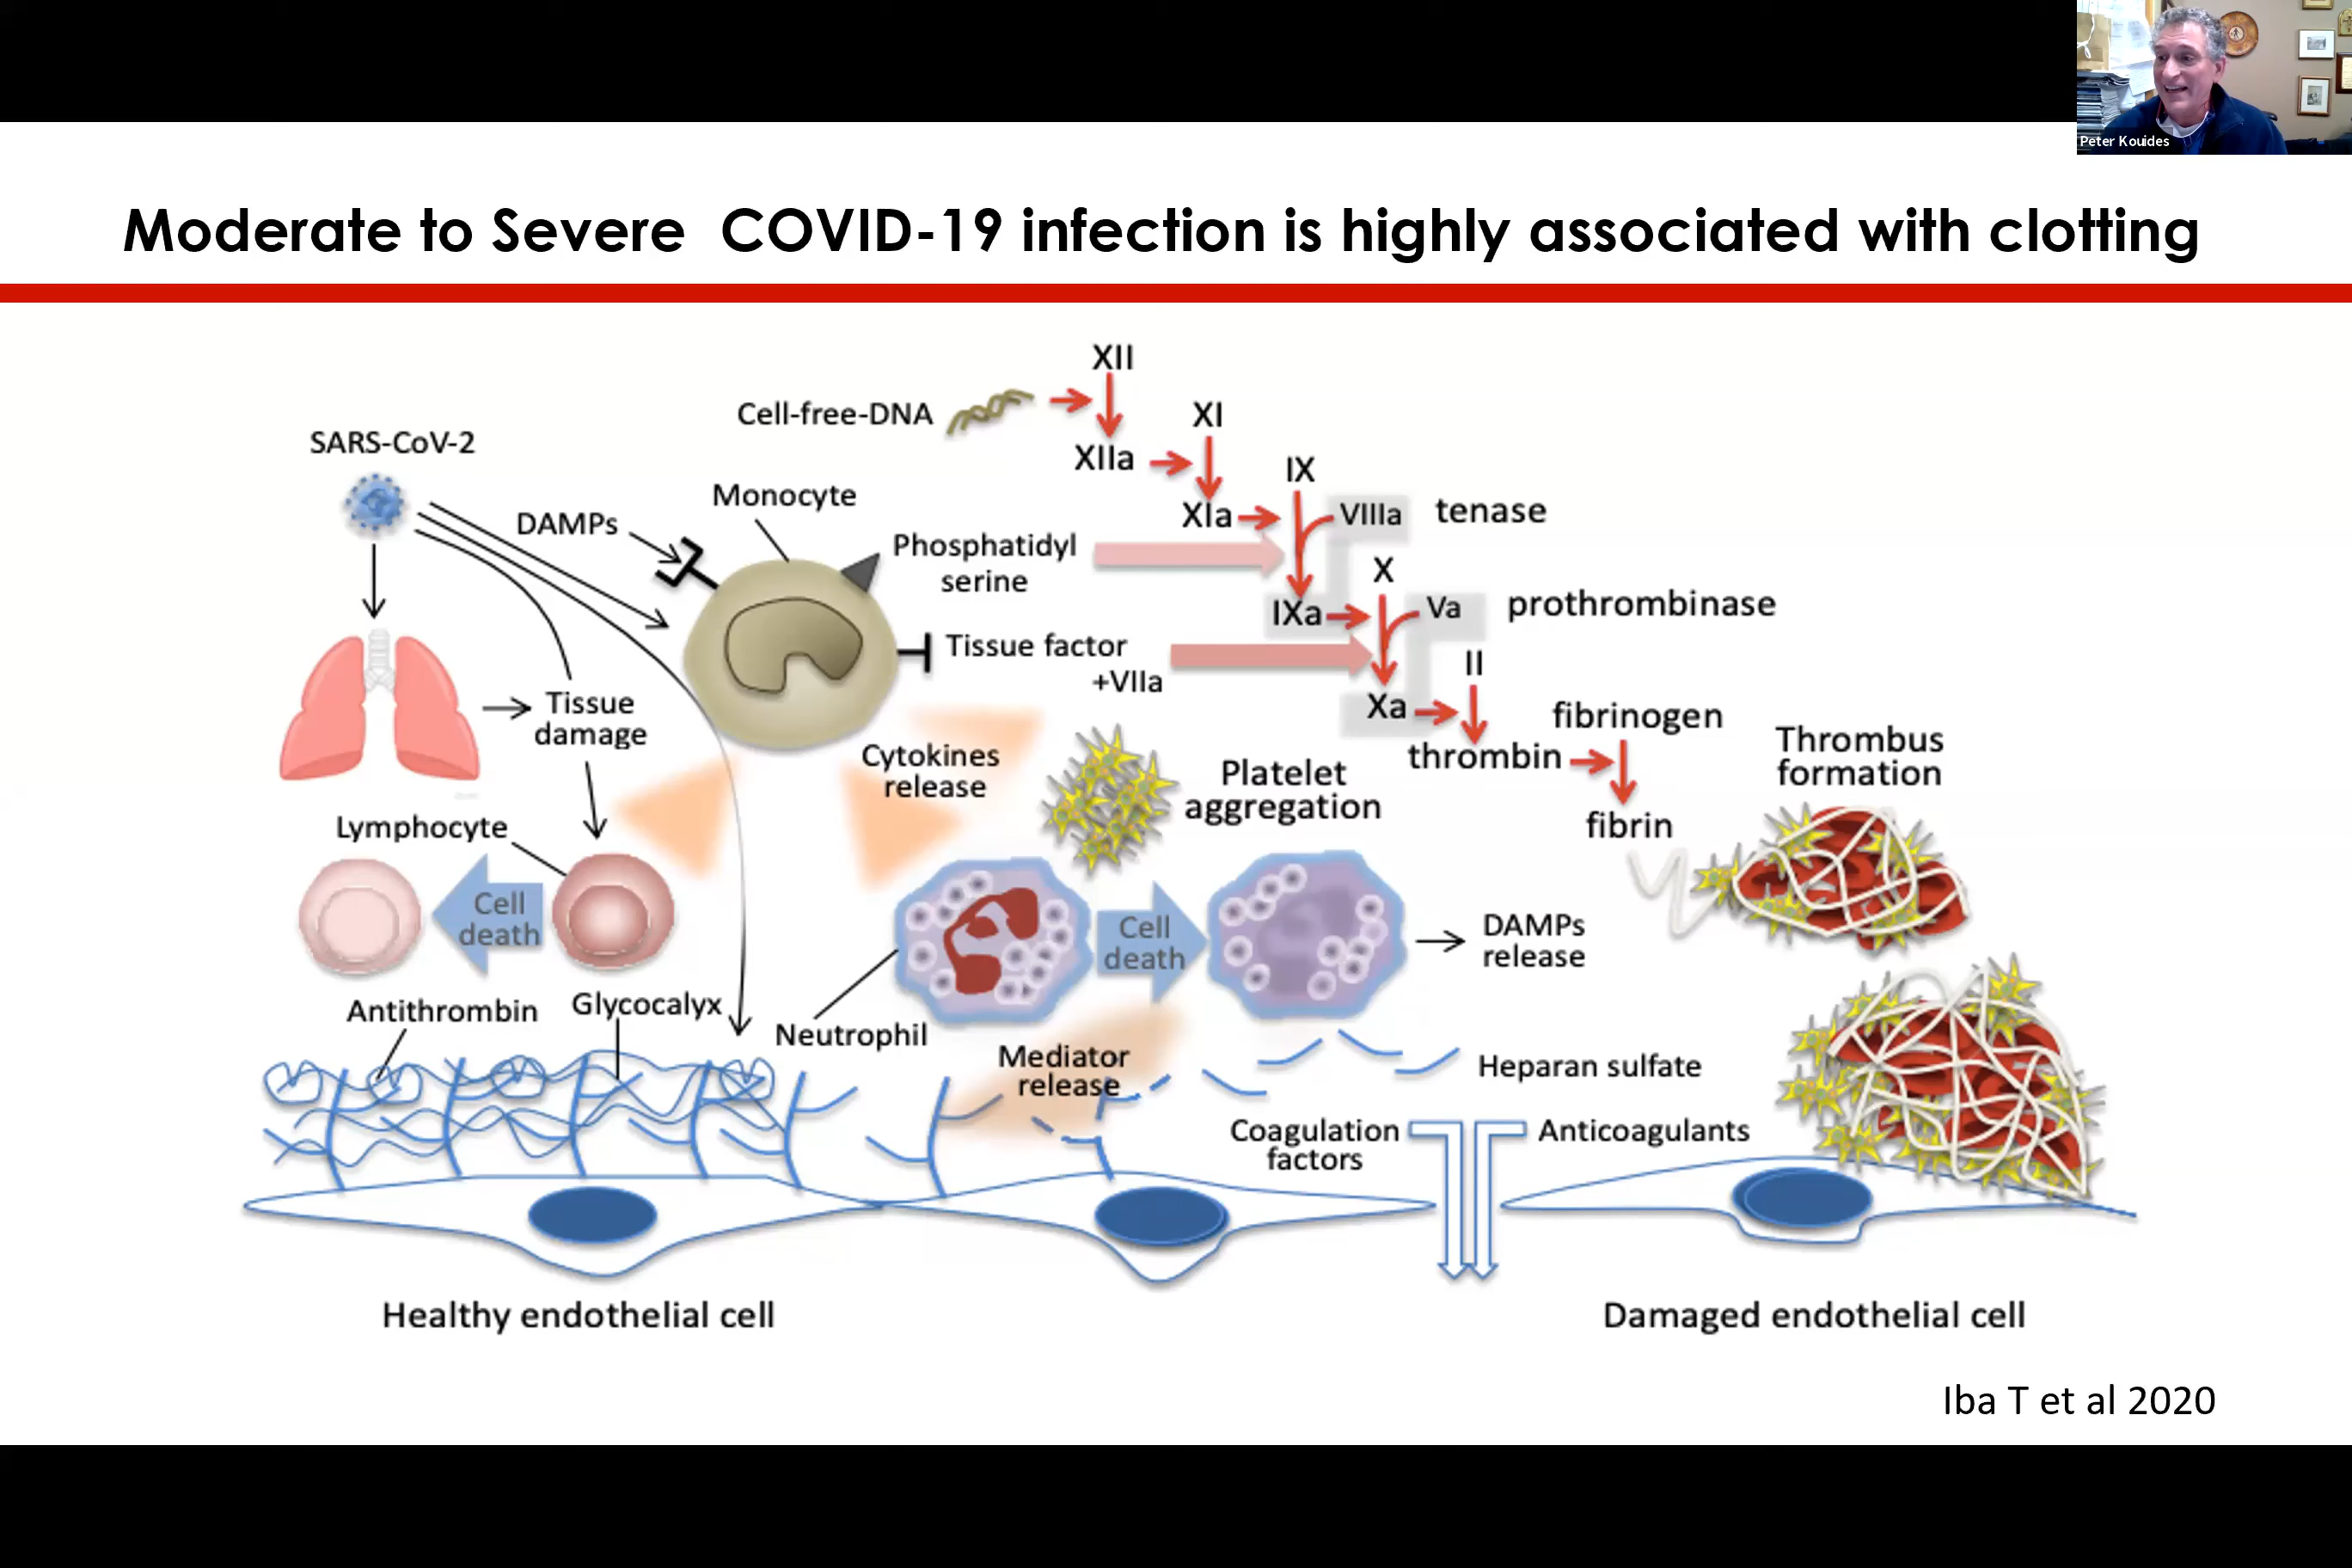 Peter Kouides
Moderate to Severe  COVID-19 infection is highly associated with clotting
XII
Cell-free-DNA
XI
SARS-CoV-2
XIIa
IX
Monocyte
DAMPs
XIa
VIIIa
tenase
Phosphatidyl
serine
X
IXa
Va
prothrombinase
Tissue factor
+VIIa
II
Tissue
damage
Xa
fibrinogen
Thrombus
formation
thrombin
Cytokines
release
Platelet
aggregation
fibrin
Lymphocyte
Cell
death
Cell
death
DAMPs
release
Antithrombin
Glycocalyx
Neutrophil
Mediator
release
Heparan sulfate
Coagulation
factors
Anticoagulants
Healthy endothelial cell
Damaged endothelial cell
Iba T et al 2020